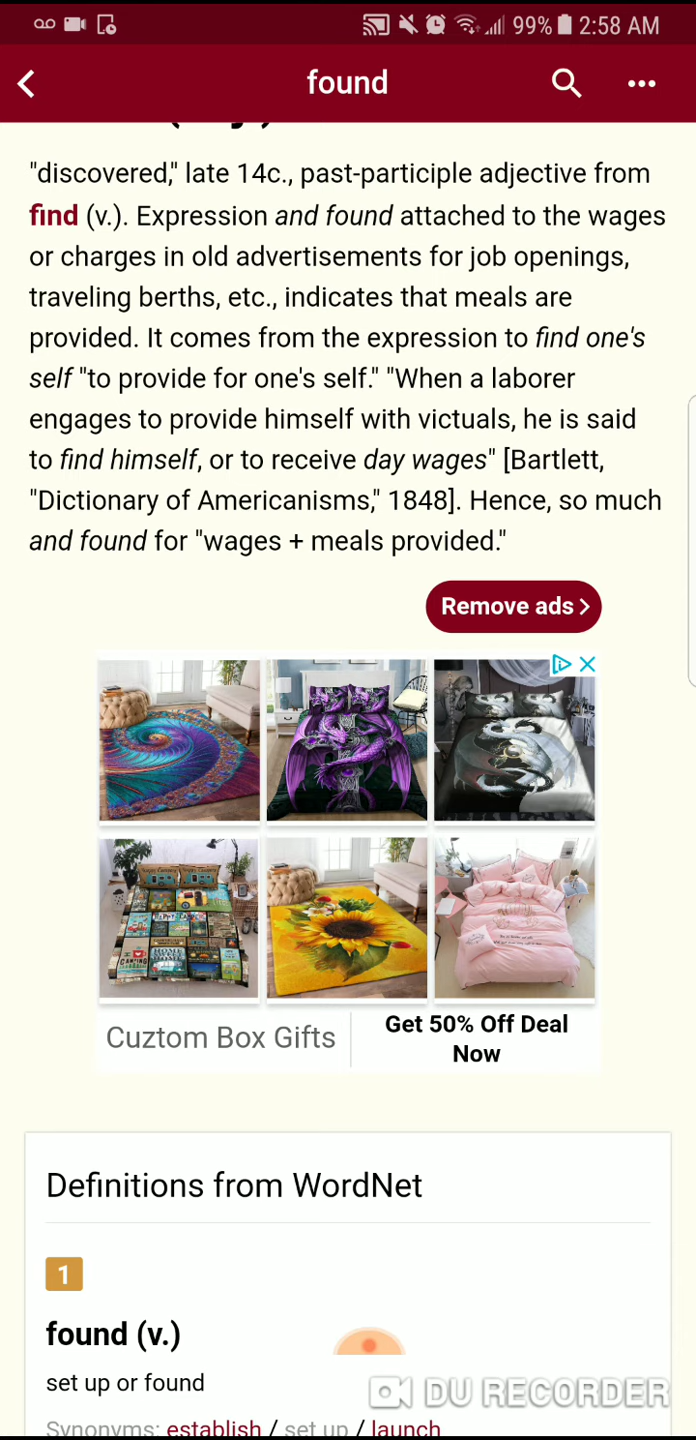 99% 2:58 AM
found
"discovered," late 14c., past-participle adjective from
find (v.). Expression and found attached to the wages
or charges in old advertisements for job openings,
traveling berths, etc., indicates that meals are
provided. It comes from the expression to find one's
self "to provide for one's self." "When a laborer
engages to provide himself with victuals, he is said
to find himself, or to receive day wages" [Bartlett,
"Dictionary of Americanisms," 1848]. Hence, so much
and found for "wages + meals provided."
Remove ads >
Cuztom Box Gifts
Get 50% Off Deal
Now
Definitions from WordNet
1
found (v.)
set up or found
DU RECORDER
Synonyms: establish / set up / launch